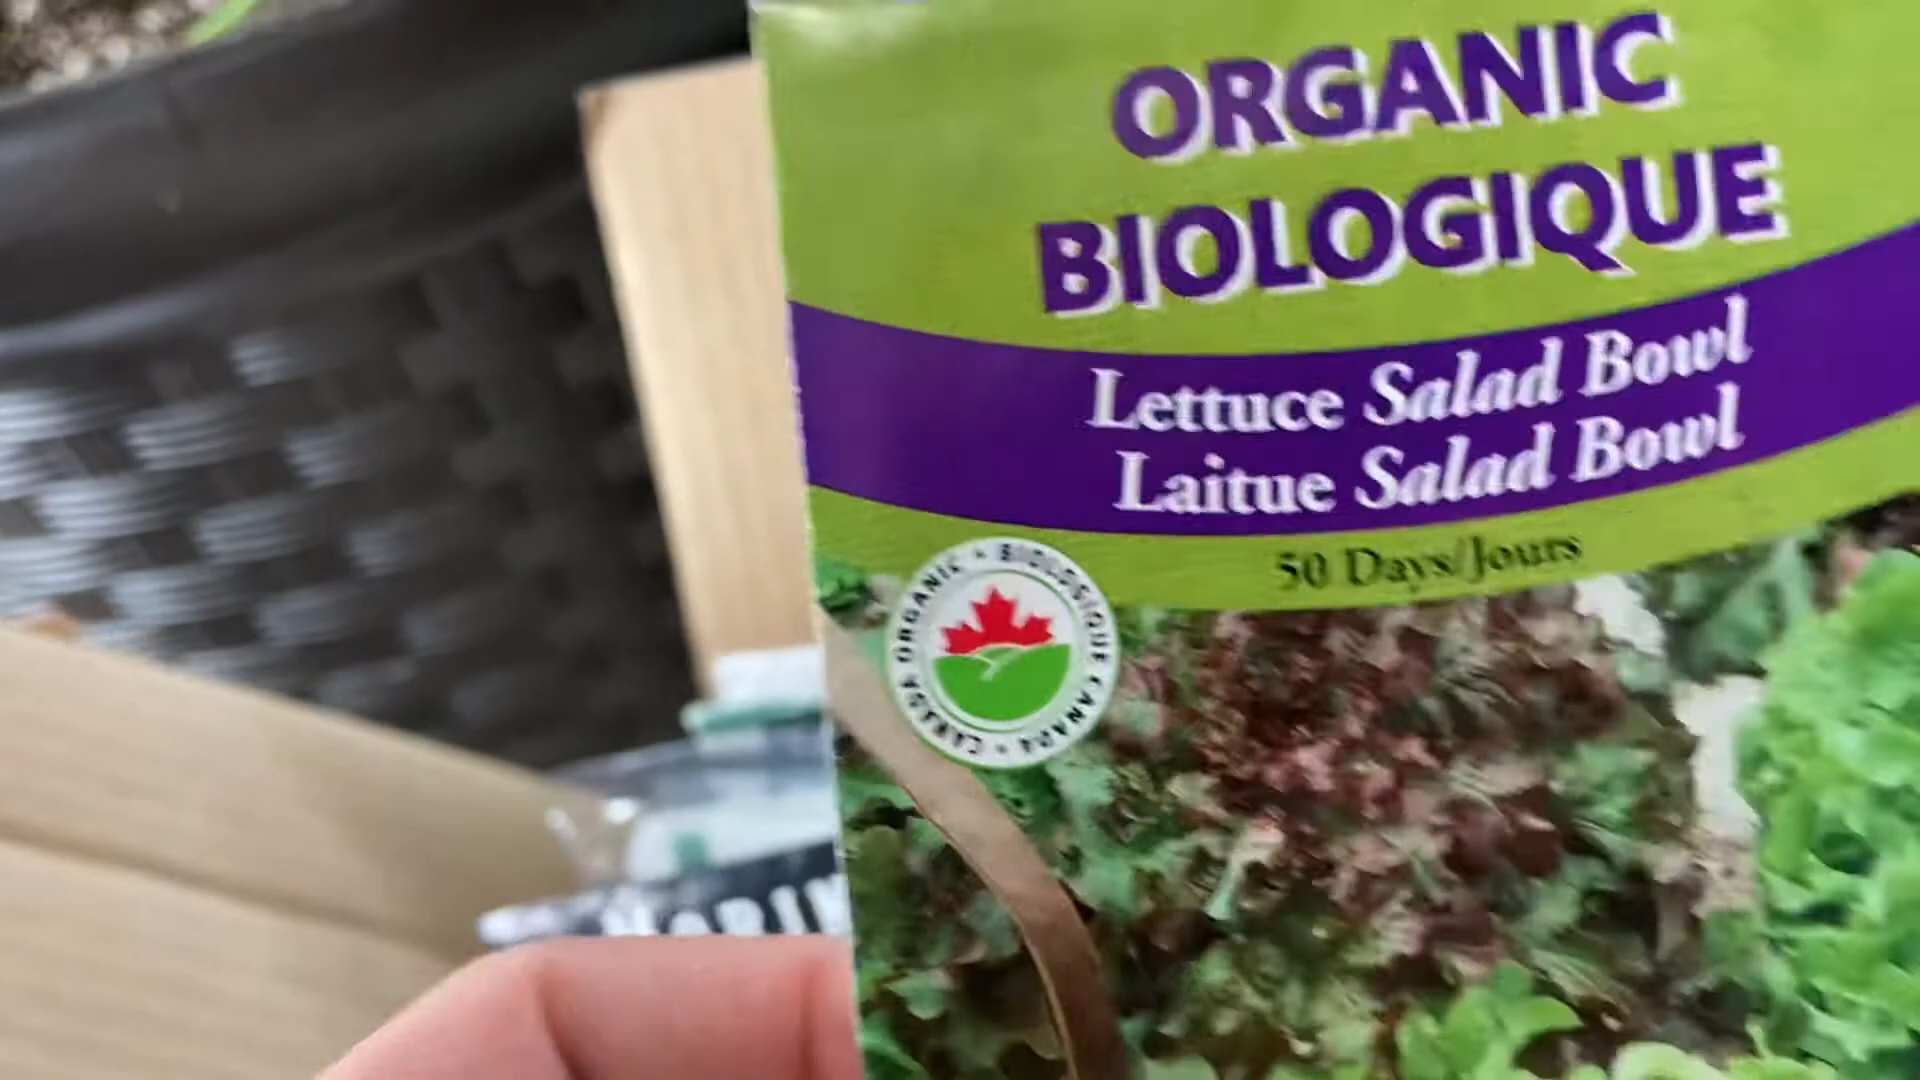 ORGANIC
BIOLOGIQUE
Lettuce Salad Bowl
Laitue Salad Bowl
50 Days/Jours
ORGANIC • BIOLOGIQUE CANADA •